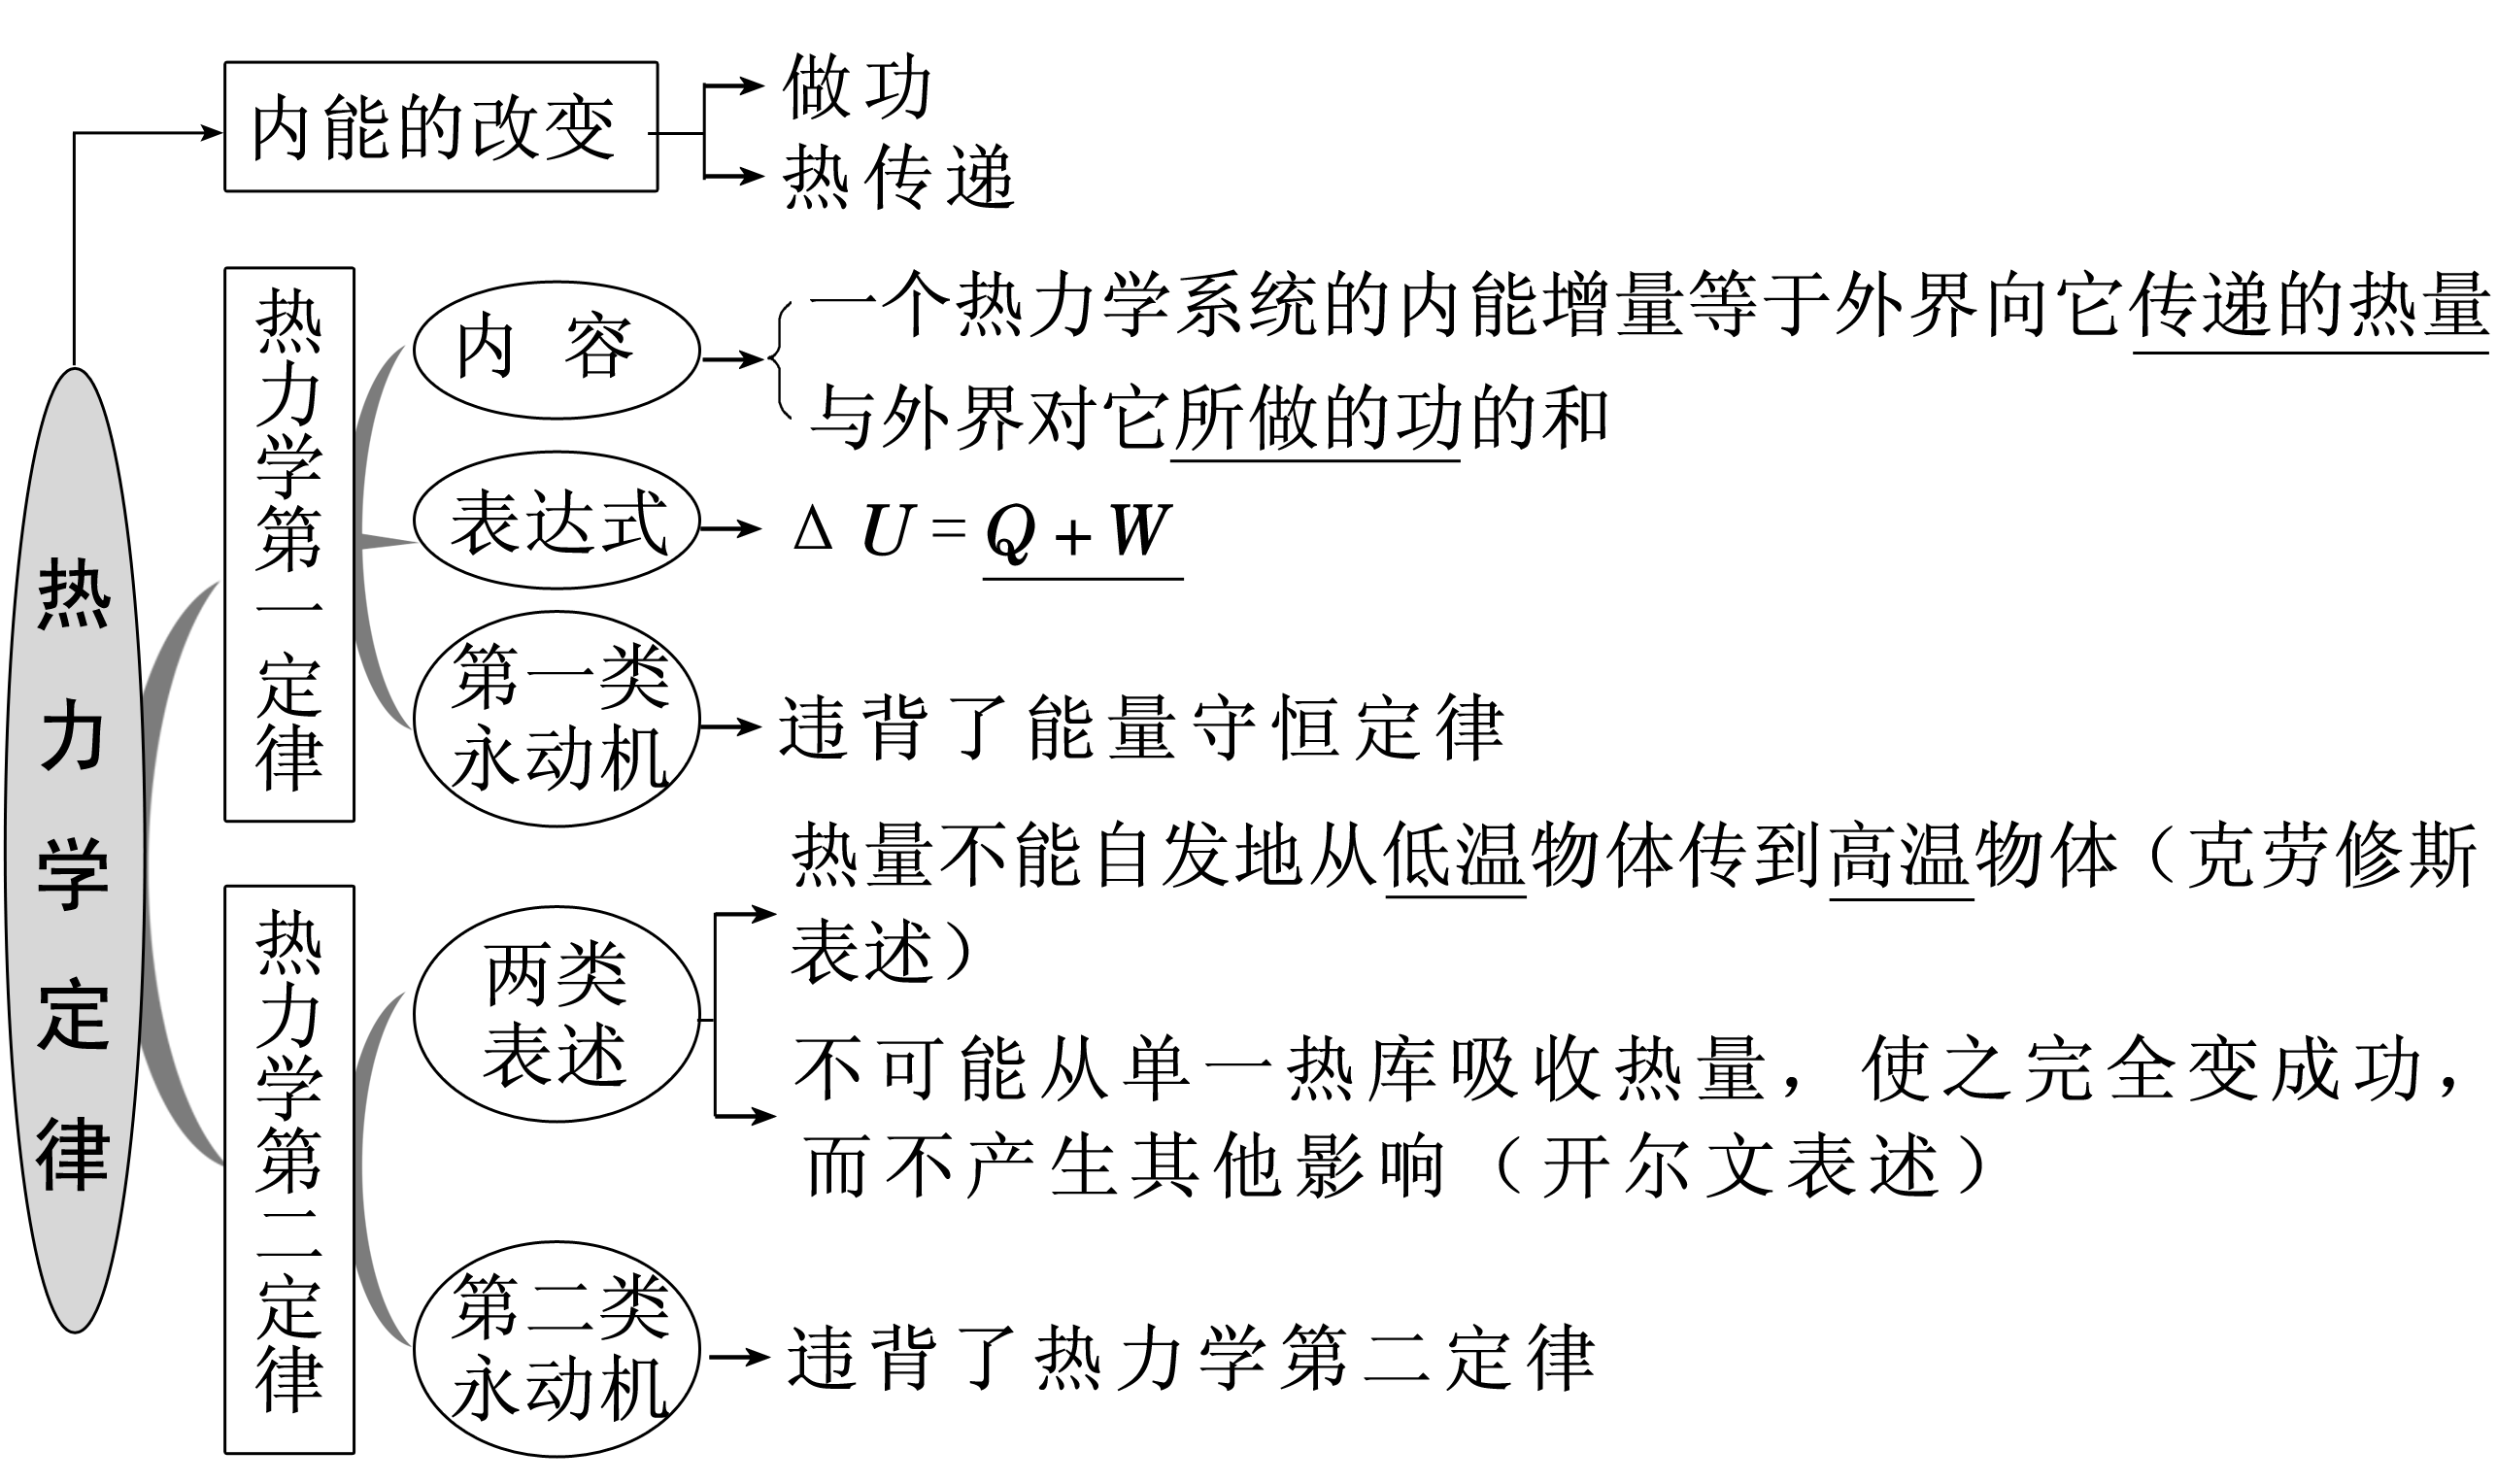 热力学定律
内能的改变
做功
热传递
热力学第一定律
内容
一个热力学系统的内能增量等于外界向它传递的热量
与外界对它所做的功的和
表达式
Δ U = Q + W
第一类
永动机
违背了能量守恒定律
热力学第二定律
两类
表述
热量不能自发地从低温物体传到高温物体（克劳修斯
表述）
不可能从单一热库吸收热量，使之完全变成功，
而不产生其他影响（开尔文表述）
第二类
永动机
违背了热力学第二定律